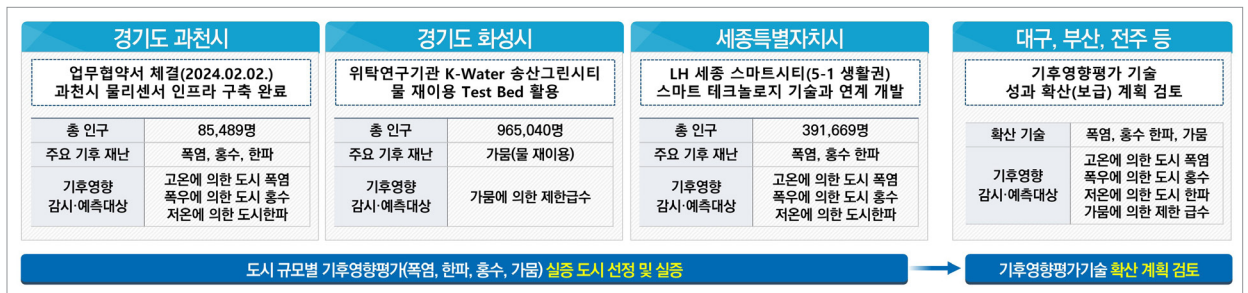 경기도 과천시
업무협약서 체결(2024.02.02.)
과천시 물리센서 인프라 구축 완료
총 인구 85,489명
주요 기후 재난 폭염, 홍수, 한파
기후영향
감시·예측대상
고온에 의한 도시 폭염
폭우에 의한 도시 홍수
저온에 의한 도시한파
경기도 화성시
위탁연구기관 K-Water 송산그린시티
물 재이용 Test Bed 활용
총 인구 965,040명
주요 기후 재난 가뭄(물 재이용)
기후영향
감시·예측대상
가뭄에 의한 제한급수
세종특별자치시
LH 세종 스마트시티(5-1 생활권)
스마트 테크놀로지 기술과 연계 개발
총 인구 391,669명
주요 기후 재난 폭염, 홍수 한파
기후영향
감시·예측대상
고온에 의한 도시 폭염
폭우에 의한 도시 홍수
저온에 의한 도시한파
대구, 부산, 전주 등
기후영향평가 기술
성과 확산(보급) 계획 검토
확산 기술 폭염, 홍수 한파, 가뭄
기후영향
감시·예측대상
고온에 의한 도시 폭염
폭우에 의한 도시 홍수
저온에 의한 도시 한파
가뭄에 의한 제한 급수
도시 규모별 기후영향평가(폭염, 한파, 홍수, 가뭄) 실증 도시 선정 및 실증
기후영향평가기술 확산 계획 검토